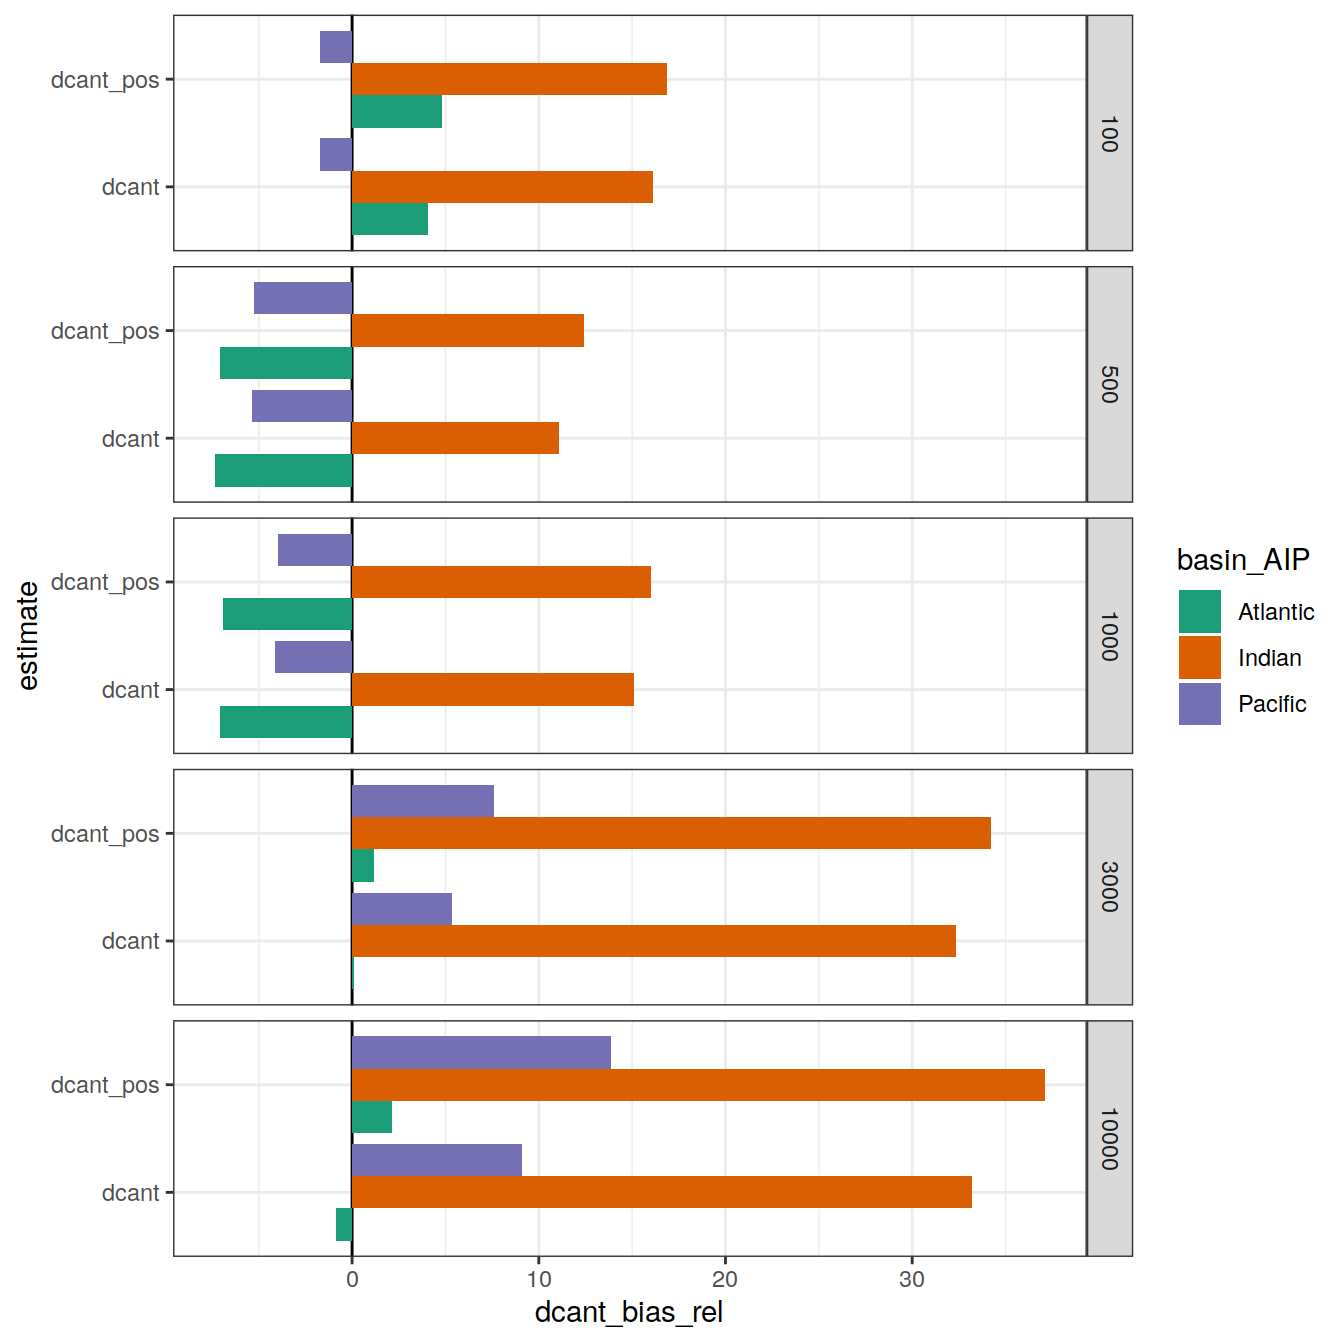 dcant_pos
dcant
100
dcant_pos
dcant
500
dcant_pos
dcant
1000
dcant_pos
dcant
3000
dcant_pos
dcant
10000
estimate
0 10 20 30
dcant_bias_rel
basin_AIP
Atlantic
Indian
Pacific